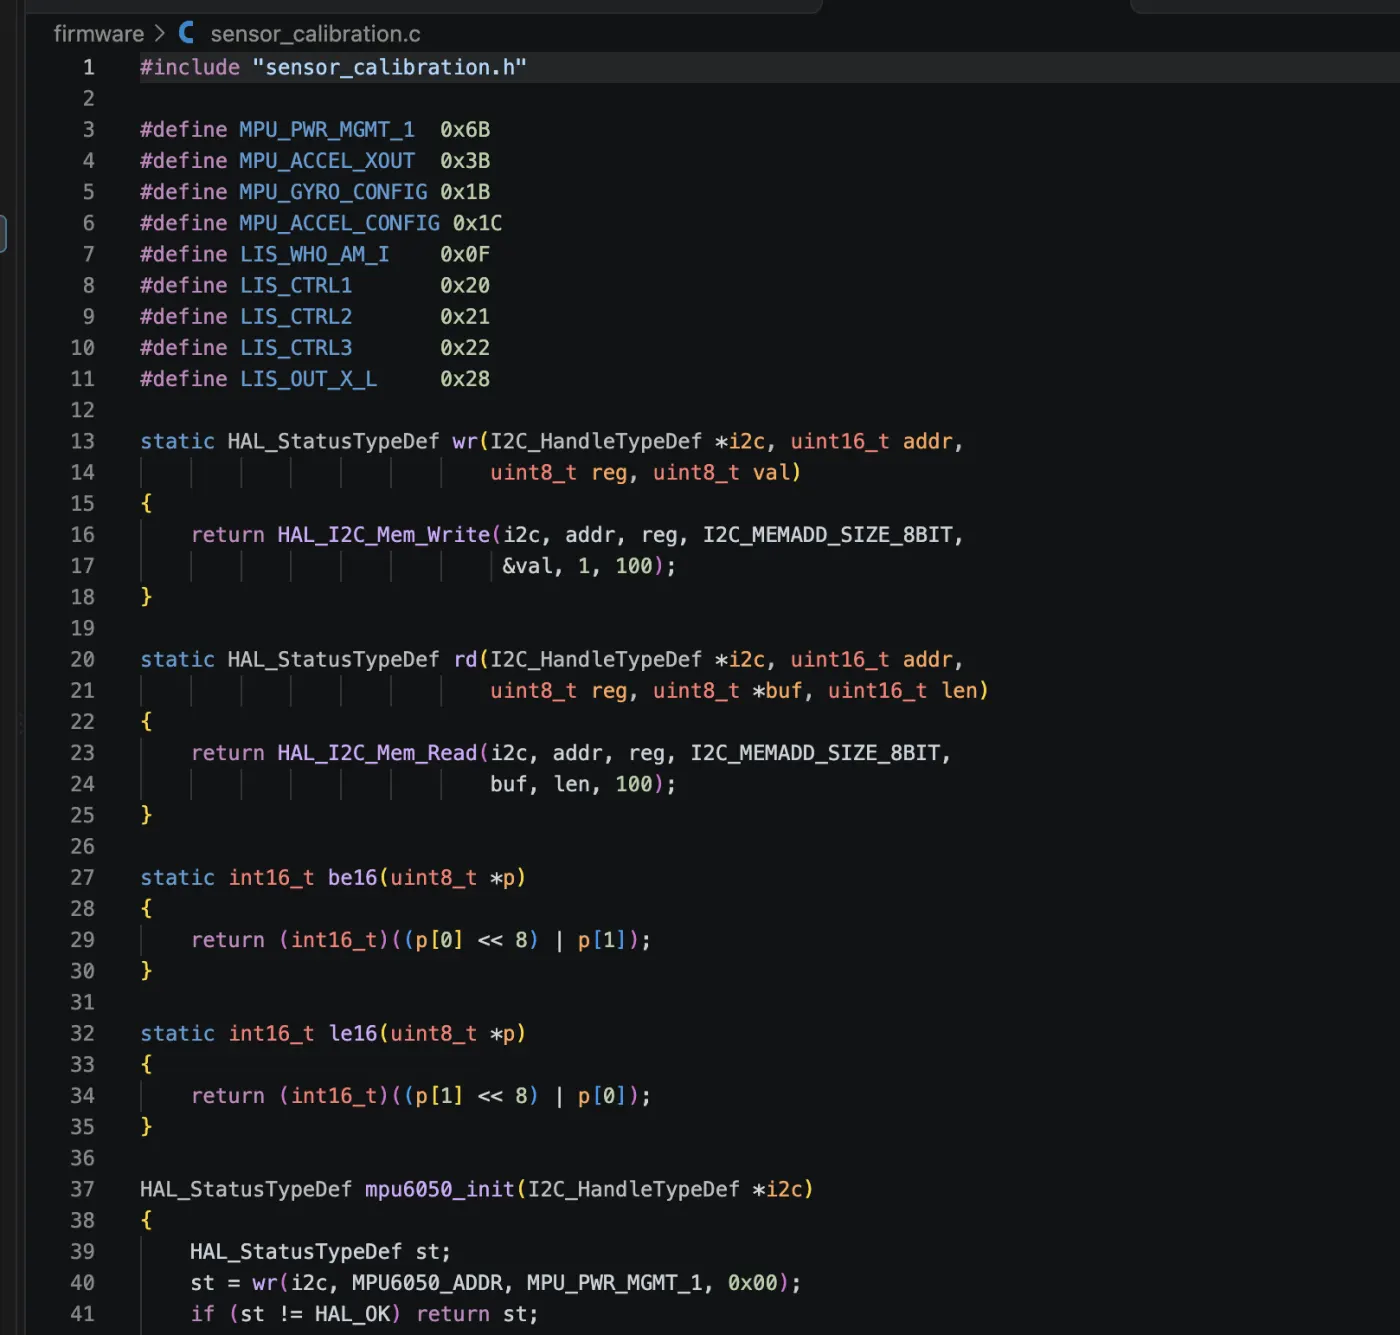 firmware > C sensor_calibration.c
1 #include "sensor_calibration.h"
2
3 #define MPU_PWR_MGMT_1  0x6B
4 #define MPU_ACCEL_XOUT  0x3B
5 #define MPU_GYRO_CONFIG 0x1B
6 #define MPU_ACCEL_CONFIG 0x1C
7 #define LIS_WHO_AM_I    0x0F
8 #define LIS_CTRL1       0x20
9 #define LIS_CTRL2       0x21
10 #define LIS_CTRL3       0x22
11 #define LIS_OUT_X_L     0x28
12
13 static HAL_StatusTypeDef wr(I2C_HandleTypeDef *i2c, uint16_t addr,
14                             uint8_t reg, uint8_t val)
15 {
16     return HAL_I2C_Mem_Write(i2c, addr, reg, I2C_MEMADD_SIZE_8BIT,
17                              &val, 1, 100);
18 }
19
20 static HAL_StatusTypeDef rd(I2C_HandleTypeDef *i2c, uint16_t addr,
21                             uint8_t reg, uint8_t *buf, uint16_t len)
22 {
23     return HAL_I2C_Mem_Read(i2c, addr, reg, I2C_MEMADD_SIZE_8BIT,
24                             buf, len, 100);
25 }
26
27 static int16_t be16(uint8_t *p)
28 {
29     return (int16_t)((p[0] << 8) | p[1]);
30 }
31
32 static int16_t le16(uint8_t *p)
33 {
34     return (int16_t)((p[1] << 8) | p[0]);
35 }
36
37 HAL_StatusTypeDef mpu6050_init(I2C_HandleTypeDef *i2c)
38 {
39     HAL_StatusTypeDef st;
40     st = wr(i2c, MPU6050_ADDR, MPU_PWR_MGMT_1, 0x00);
41     if (st != HAL_OK) return st;